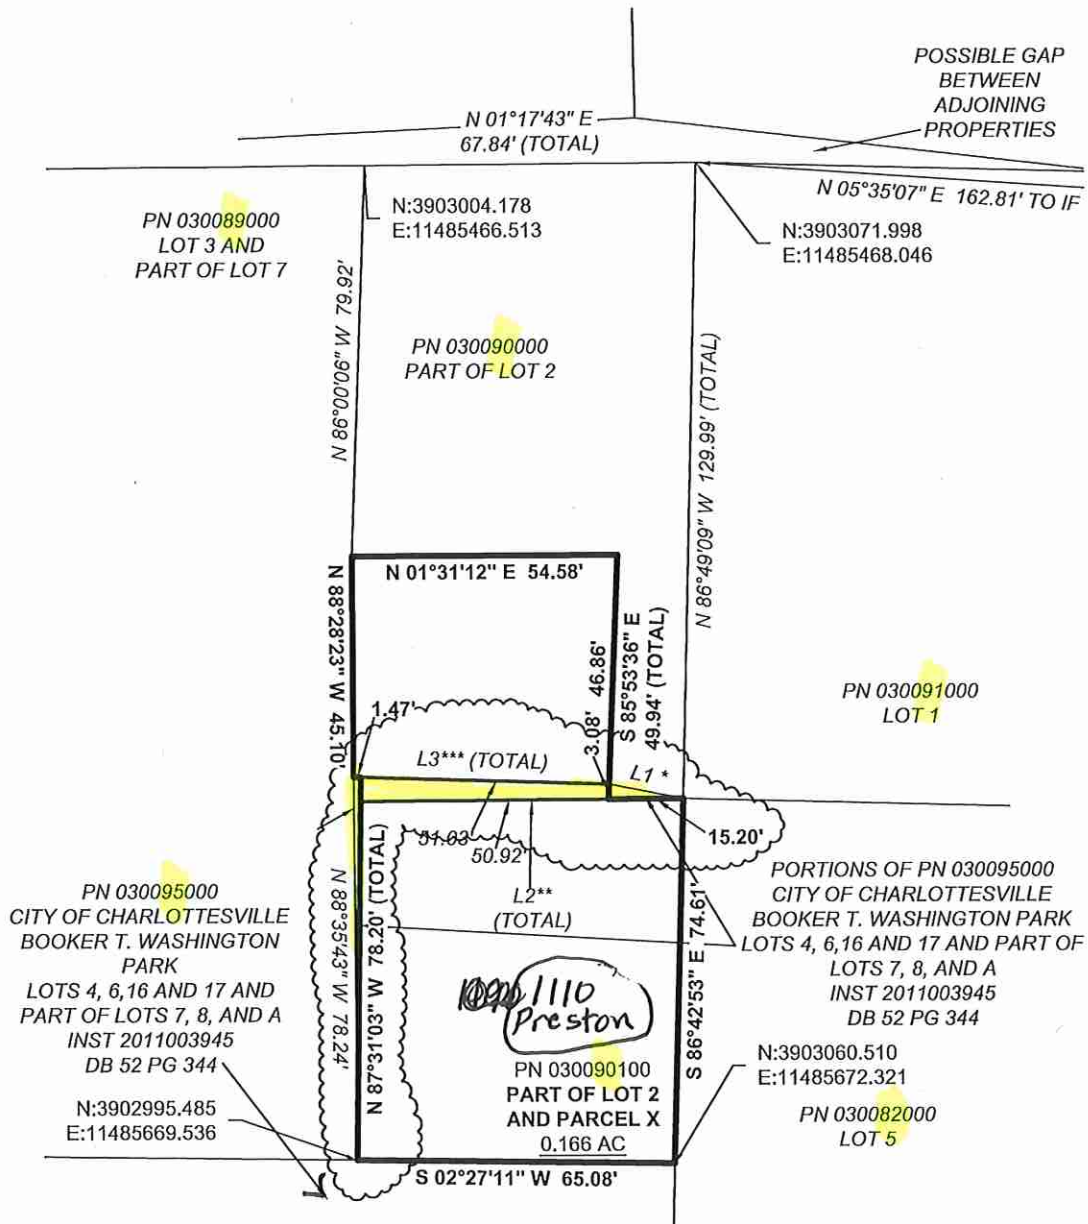 POSSIBLE GAP
BETWEEN
ADJOINING
PROPERTIES
N 01°17'43" E
67.84' (TOTAL)
N 05°35'07" E 162.81' TO IF
PN 030089000
LOT 3 AND
PART OF LOT 7
N:3903004.178
E:11485466.513
N:3903071.998
E:11485468.046
N 86°00'06" W 79.92'
PN 030090000
PART OF LOT 2
N 86°49'09" W 129.99' (TOTAL)
N 01°31'12" E 54.58'
N 88°28'23" W 45.10'
S 85°53'36" E
49.94' (TOTAL)
46.86'
3.08'
PN 030091000
LOT 1
1.47'
L3*** (TOTAL)
L1 *
15.20'
51.03
50.92'
L2**
(TOTAL)
N 88°35'43" W 78.24'
N 87°31'03" W 78.20' (TOTAL)
S 86°42'53" E 74.61'
PN 030095000
CITY OF CHARLOTTESVILLE
BOOKER T. WASHINGTON
PARK
LOTS 4, 6,16 AND 17 AND
PART OF LOTS 7, 8, AND A
INST 2011003945
DB 52 PG 344
PORTIONS OF PN 030095000
CITY OF CHARLOTTESVILLE
BOOKER T. WASHINGTON PARK
LOTS 4, 6,16 AND 17 AND PART OF
LOTS 7, 8, AND A
INST 2011003945
DB 52 PG 344
1110
Preston
PN 030090100
PART OF LOT 2
AND PARCEL X
0.166 AC
N:3903060.510
E:11485672.321
PN 030082000
LOT 5
N:3902995.485
E:11485669.536
S 02°27'11" W 65.08'